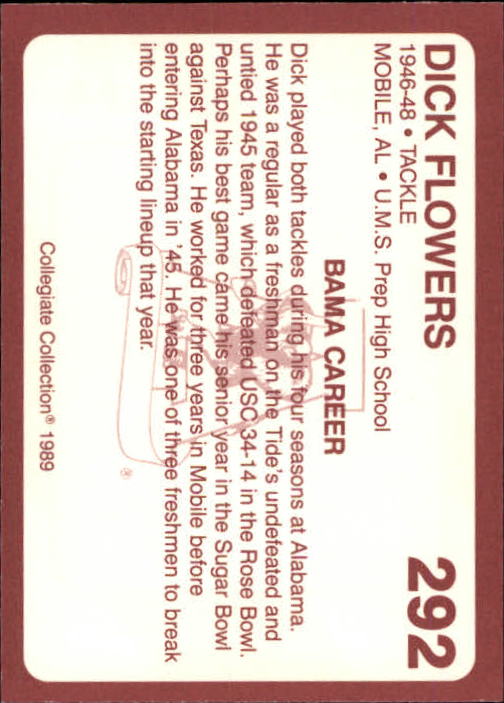 DICK FLOWERS 292
1946-48 • TACKLE
MOBILE, AL • U.M.S. Prep High School
BAMA CAREER
Dick played both tackles during his four seasons at Alabama.
He was a regular as a freshman on the Tide's undefeated and
untied 1945 team, which defeated USC 34-14 in the Rose Bowl.
Perhaps his best game came his senior year in the Sugar Bowl
against Texas. He worked for three years in Mobile before
entering Alabama in '45. He was one of three freshmen to break
into the starting lineup that year.
®
Collegiate Collection® 1989